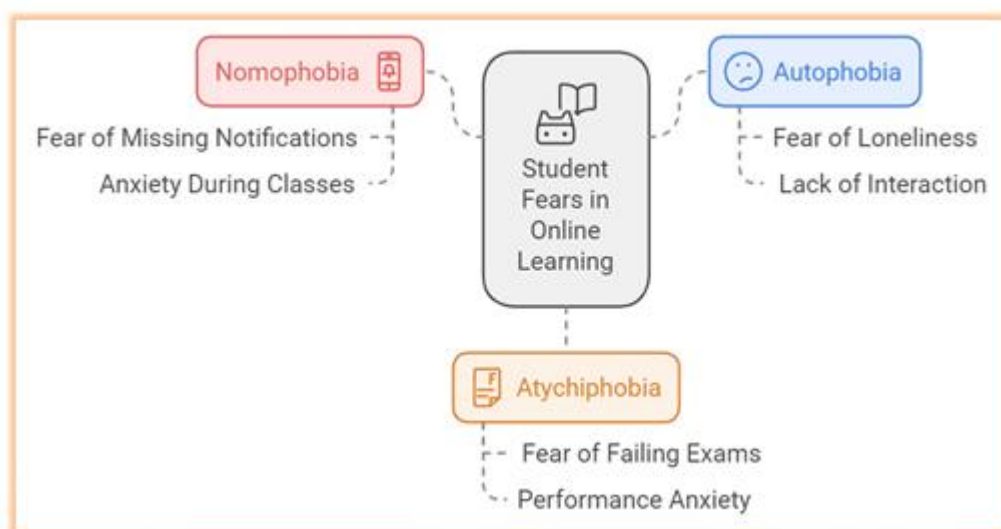 Nomophobia
Fear of Missing Notifications
Anxiety During Classes
Student
Fears in
Online
Learning
Autophobia
Fear of Loneliness
Lack of Interaction
F
Atychiphobia
Fear of Failing Exams
Performance Anxiety